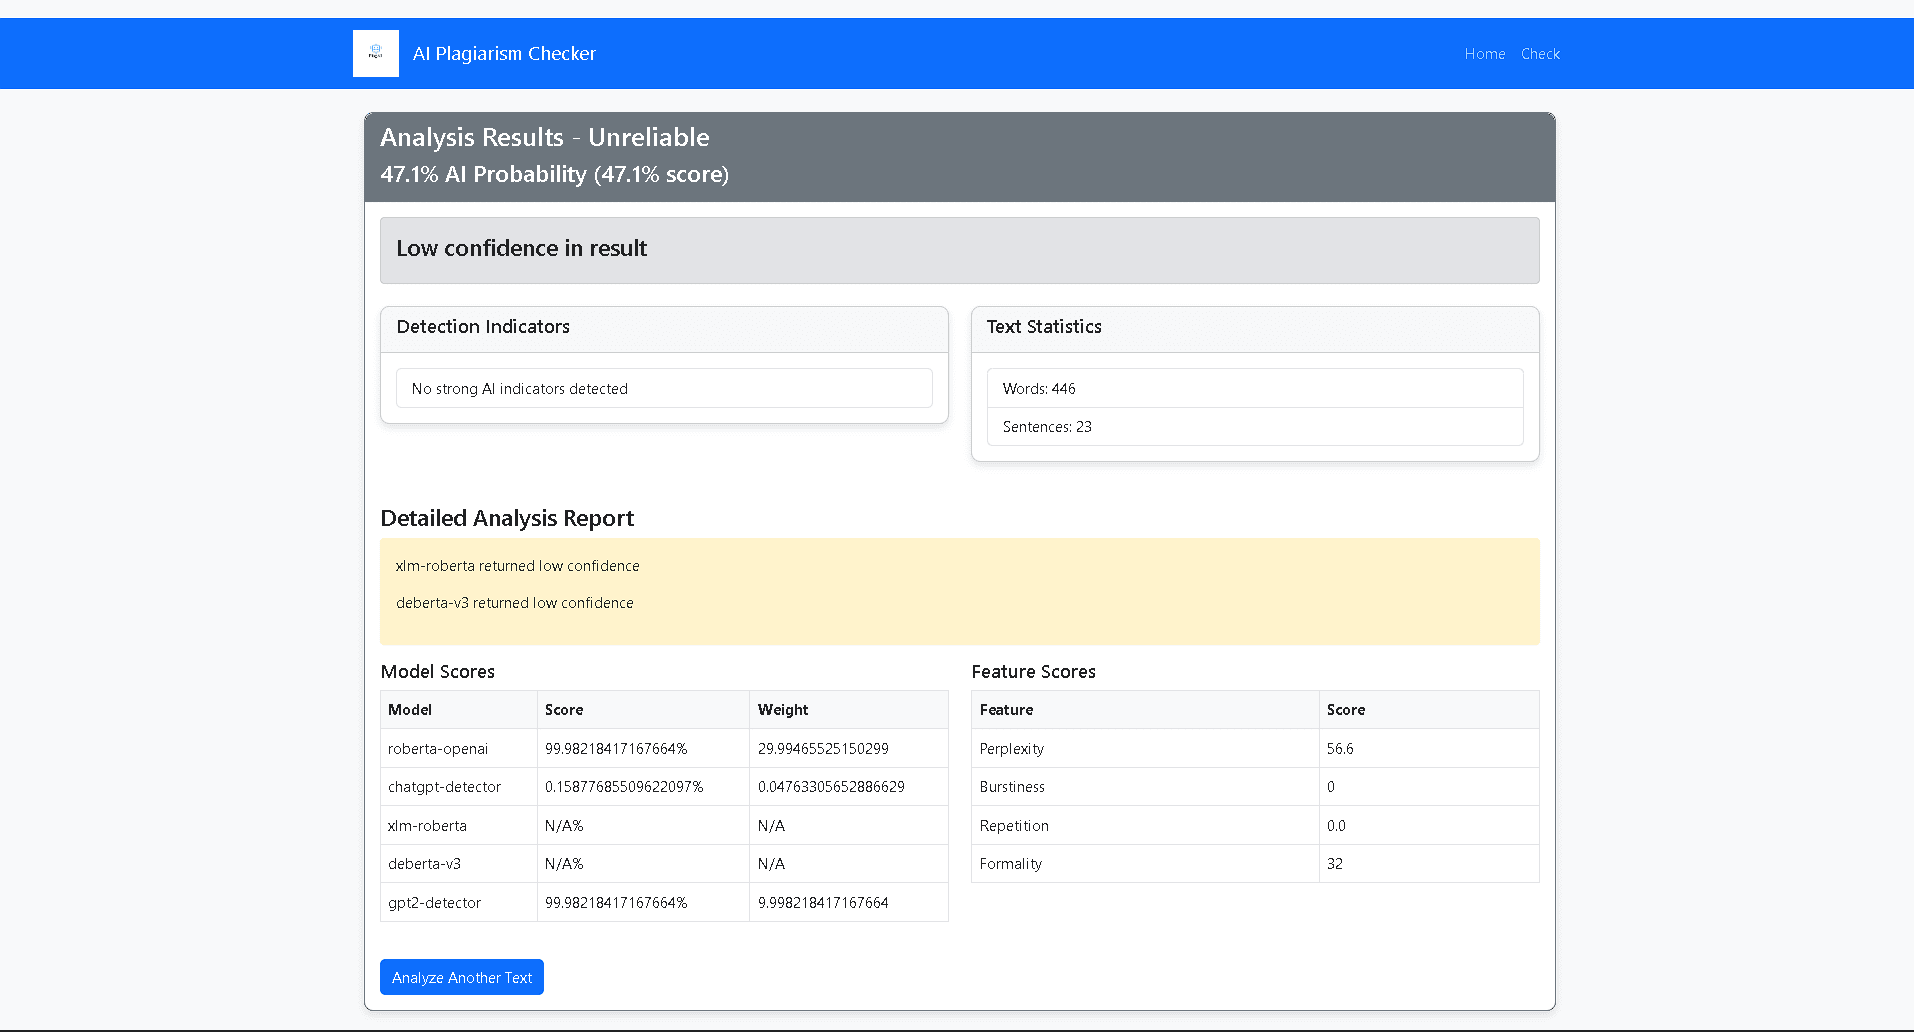 AI Plagiarism Checker
Home Check
Analysis Results - Unreliable
47.1% AI Probability (47.1% score)
Low confidence in result
Detection Indicators
No strong AI indicators detected
Text Statistics
Words: 446
Sentences: 23
Detailed Analysis Report
xlm-roberta returned low confidence
deberta-v3 returned low confidence
Model Scores
Model Score Weight
roberta-openai 99.98218417167664% 29.99465525150299
chatgpt-detector 0.15877685509622097% 0.04763305652886629
xlm-roberta N/A% N/A
deberta-v3 N/A% N/A
gpt2-detector 99.98218417167664% 9.998218417167664
Feature Scores
Feature Score
Perplexity 56.6
Burstiness 0
Repetition 0.0
Formality 32
Analyze Another Text